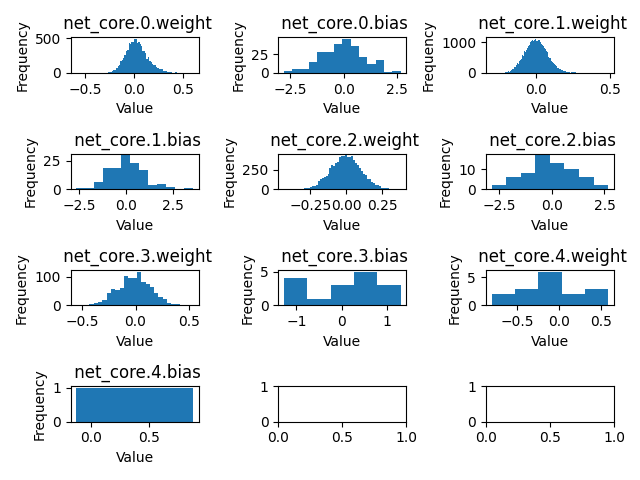 net_core.0.weight
net_core.0.bias
net_core.1.weight
Frequency
500
0
−0.5
0.0
0.5
Value
Frequency
25
0
−2.5
0.0
2.5
Value
Frequency
1000
0
0.0
0.5
Value
net_core.1.bias
net_core.2.weight
net_core.2.bias
Frequency
25
0
−2.5
0.0
2.5
Value
Frequency
250
0
−0.25
0.00
0.25
Value
Frequency
10
0
−2.5
0.0
2.5
Value
net_core.3.weight
net_core.3.bias
net_core.4.weight
Frequency
100
0
−0.5
0.0
0.5
Value
Frequency
5
0
−1
0
1
Value
Frequency
5
0
−0.5
0.0
0.5
Value
net_core.4.bias
Frequency
1
0
0.0
0.5
Value
1
0
0.0
0.5
1.0
1
0
0.0
0.5
1.0